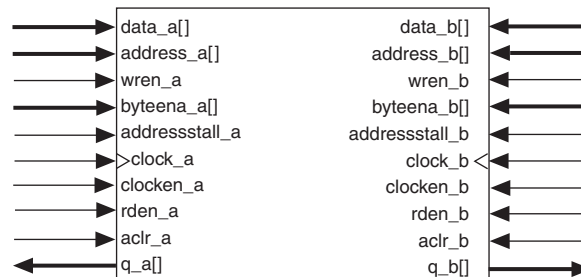 data_a[] data_b[]
address_a[] address_b[]
wren_a wren_b
byteena_a[] byteena_b[]
addressstall_a addressstall_b
clock_a clock_b
clocken_a clocken_b
rden_a rden_b
aclr_a aclr_b
q_a[] q_b[]